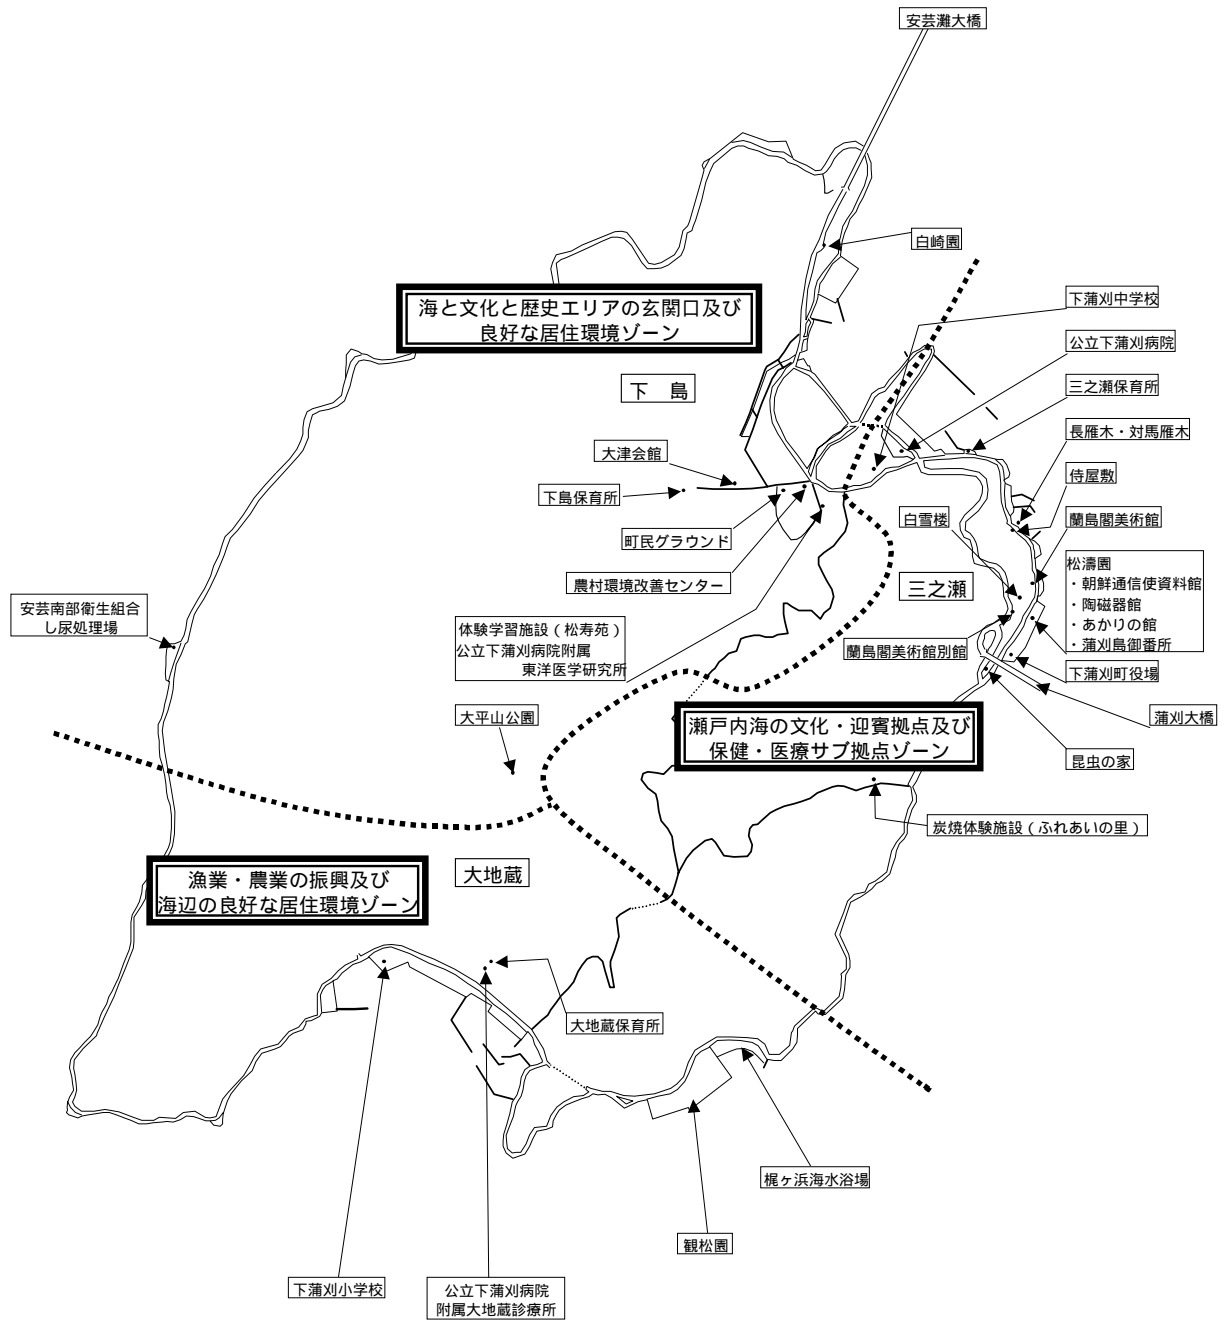 安芸灘大橋
白崎園
海と文化と歴史エリアの玄関口及び
良好な居住環境ゾーン
下蒲刈中学校
公立下蒲刈病院
下　島
三之瀬保育所
長雁木・対馬雁木
大津会館
侍屋敷
下島保育所
白雪楼
蘭島閣美術館
町民グラウンド
松濤園
・朝鮮通信使資料館
・陶磁器館
・あかりの館
・蒲刈島御番所
農村環境改善センター
三之瀬
安芸南部衛生組合
し尿処理場
体験学習施設（松寿苑）
公立下蒲刈病院附属
東洋医学研究所
蘭島閣美術館別館
下蒲刈町役場
大平山公園
蒲刈大橋
瀬戸内海の文化・迎賓拠点及び
保健・医療サブ拠点ゾーン
昆虫の家
炭焼体験施設（ふれあいの里）
漁業・農業の振興及び
海辺の良好な居住環境ゾーン
大地蔵
大地蔵保育所
梶ヶ浜海水浴場
観松園
下蒲刈小学校
公立下蒲刈病院
附属大地蔵診療所